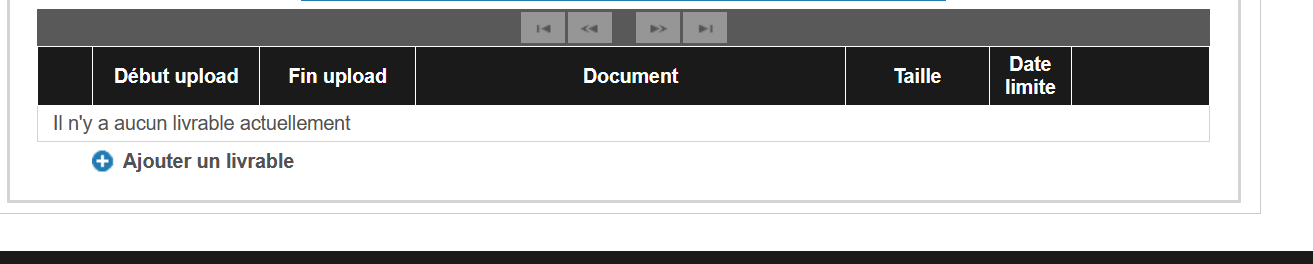 Début upload Fin upload Document Taille Date limite
Il n'y a aucun livrable actuellement
Ajouter un livrable